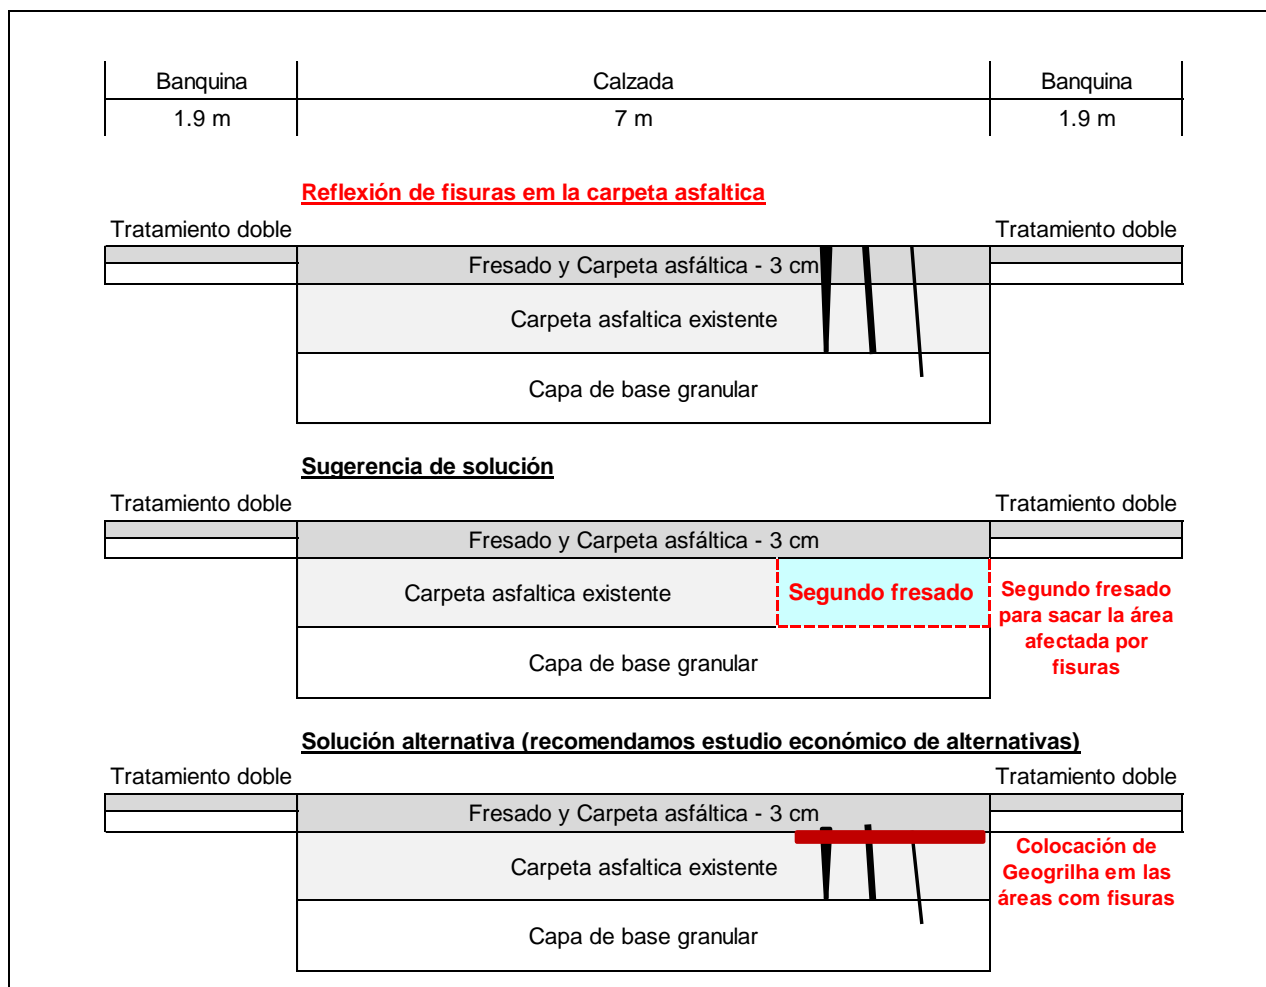 Banquina Calzada Banquina
1.9 m 7 m 1.9 m
Reflexión de fisuras em la carpeta asfaltica
Tratamiento doble Tratamiento doble
Fresado y Carpeta asfáltica - 3 cm
Carpeta asfaltica existente
Capa de base granular
Sugerencia de solución
Tratamiento doble Tratamiento doble
Fresado y Carpeta asfáltica - 3 cm
Carpeta asfaltica existente Segundo fresado
Segundo fresado
para sacar la área
afectada por
fisuras
Capa de base granular
Solución alternativa (recomendamos estudio económico de alternativas)
Tratamiento doble Tratamiento doble
Fresado y Carpeta asfáltica - 3 cm
Carpeta asfaltica existente
Colocación de
Geogrilha em las
áreas com fisuras
Capa de base granular